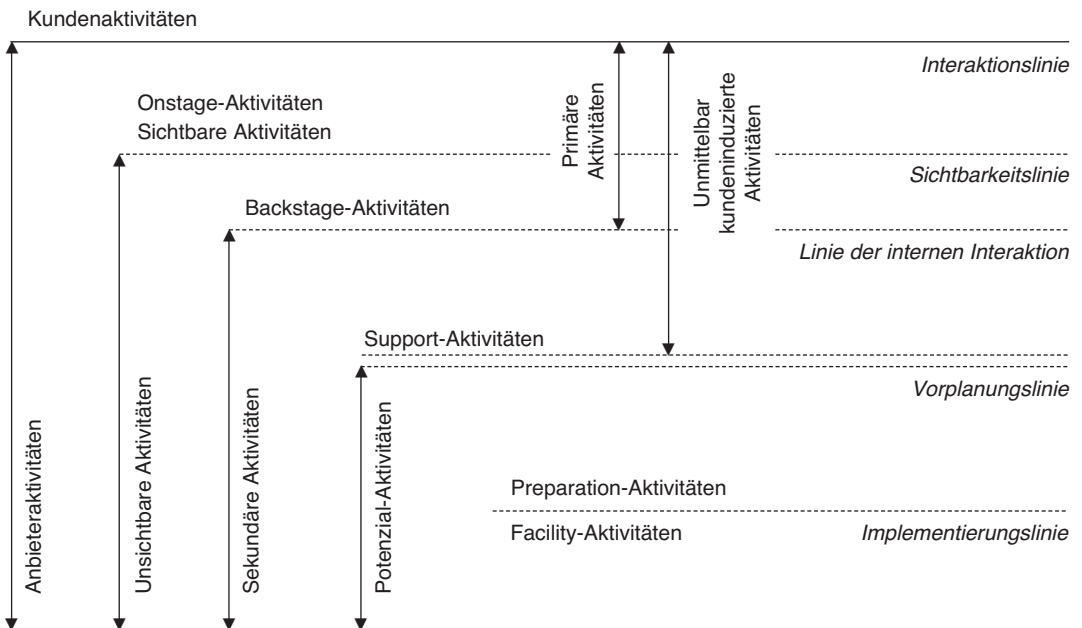 Kundenaktivitäten
Interaktionslinie
Onstage-Aktivitäten
Sichtbare Aktivitäten
Primäre
Aktivitäten
Unmittelbar
kundeninduzierte
Aktivitäten
Sichtbarkeitslinie
Backstage-Aktivitäten
Linie der internen Interaktion
Support-Aktivitäten
Vorplanungslinie
Anbieteraktivitäten
Unsichtbare Aktivitäten
Sekundäre Aktivitäten
Potenzial-Aktivitäten
Preparation-Aktivitäten
Facility-Aktivitäten
Implementierungslinie